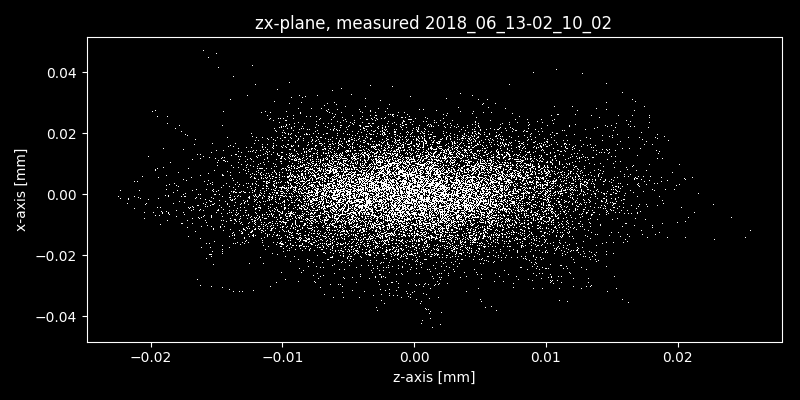 zx-plane, measured 2018_06_13-02_10_02
0.04
0.02
0.00
−0.02
−0.04
x-axis [mm]
−0.02 −0.01 0.00 0.01 0.02
z-axis [mm]